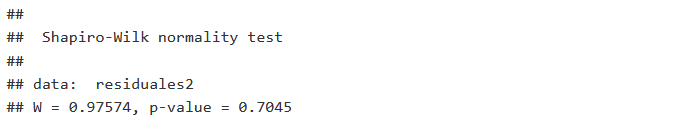 ##
##  Shapiro-Wilk normality test
##
## data:  residuales2
## W = 0.97574, p-value = 0.7045